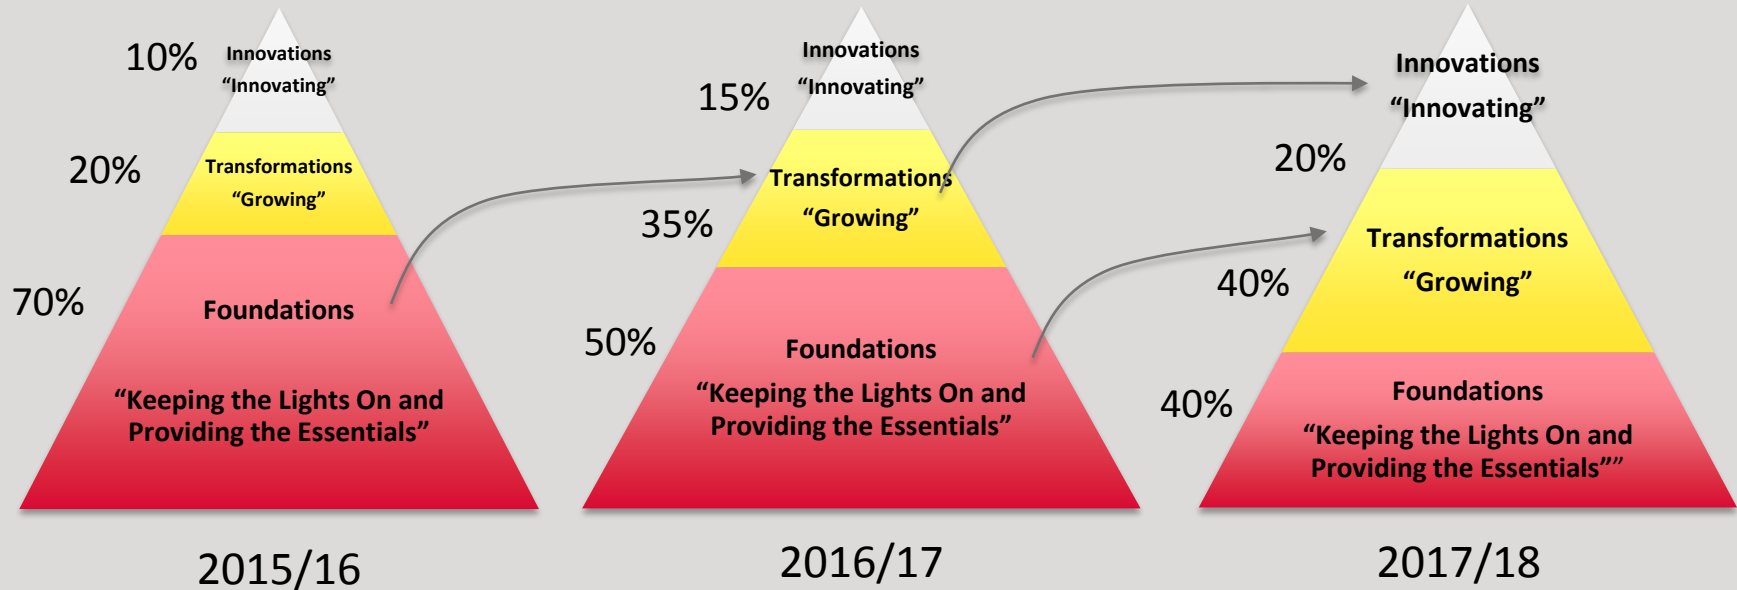 10%
Innovations
“Innovating”
20%
Transformations
“Growing”
70%
Foundations
“Keeping the Lights On and
Providing the Essentials”
2015/16
Innovations
“Innovating”
15%
Transformations
“Growing”
35%
50%
Foundations
“Keeping the Lights On and
Providing the Essentials”
2016/17
Innovations
“Innovating”
20%
Transformations
“Growing”
40%
Foundations
40%
“Keeping the Lights On and
Providing the Essentials””
2017/18